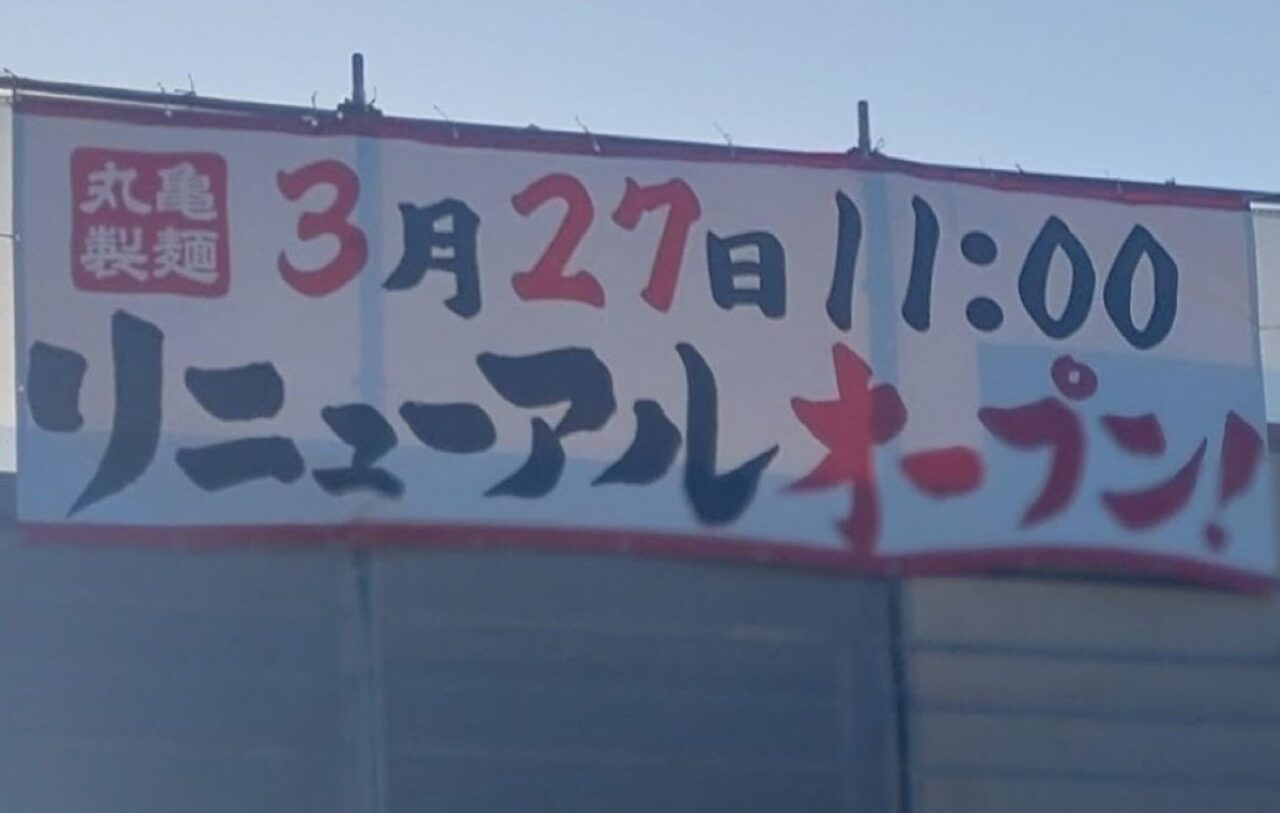 丸亀
製麺
3月27日 11:00
リニューアルオープン!